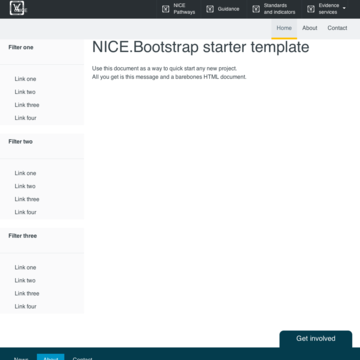 NICE
Pathways
Guidance
Standards
and indicators
Evidence
services
Home
About
Contact
Filter one
Link one
Link two
Link three
Link four
Filter two
Link one
Link two
Link three
Link four
Filter three
Link one
Link two
Link three
Link four
NICE.Bootstrap starter template
Use this document as a way to quick start any new project.
All you get is this message and a barebones HTML document.
Get involved
News
About
Contact